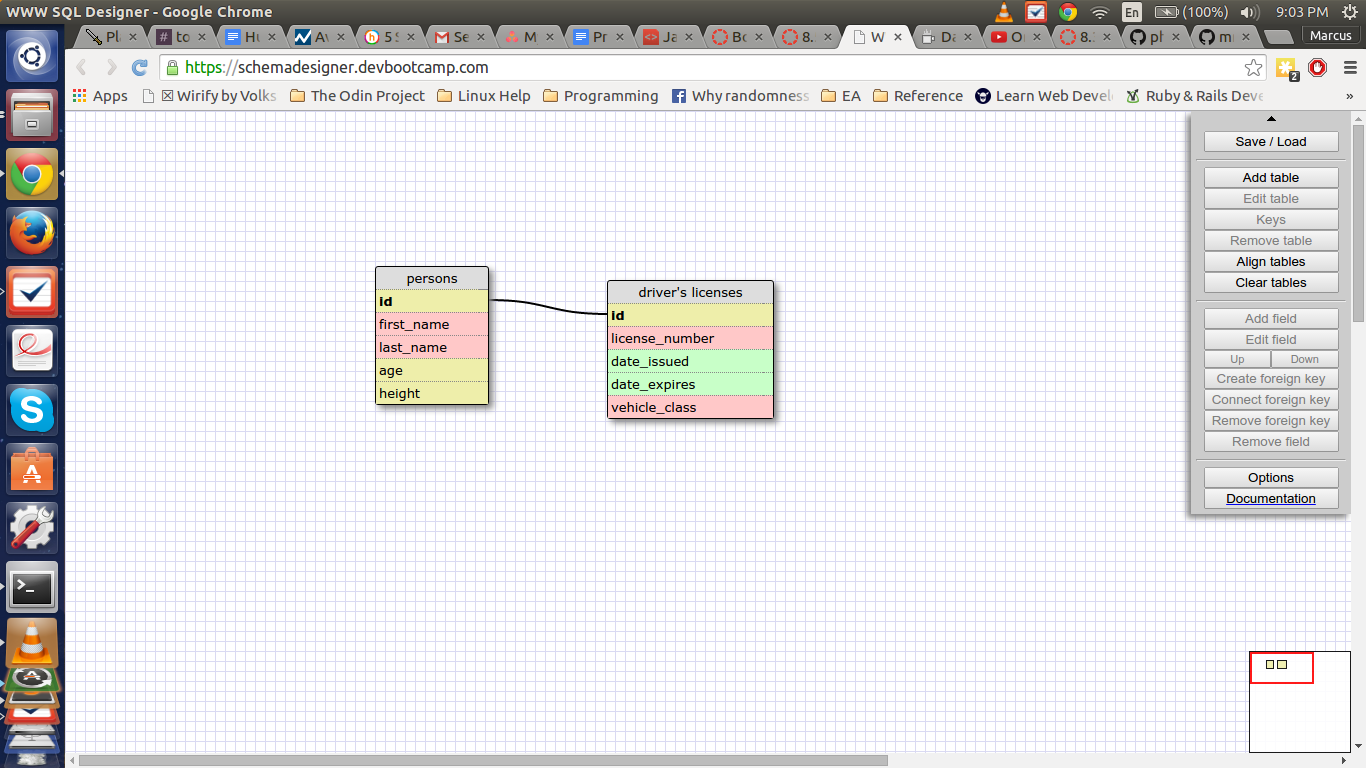 WWW SQL Designer - Google Chrome
En (100%) 9:03 PM
Pl # to Hu Av 5 S Se M Pr <> Ja Bo 8. W Da O 8. ph m Marcus
https://schemadesigner.devbootcamp.com 2
Apps Wirify by Volks The Odin Project Linux Help Programming Why randomness EA Reference Learn Web Devel Ruby & Rails Deve »
Save / Load
Add table
Edit table
Keys
Remove table
Align tables
Clear tables
Add field
Edit field
Up Down
Create foreign key
Connect foreign key
Remove foreign key
Remove field
Options
Documentation
persons
id
first_name
last_name
age
height
driver's licenses
id
license_number
date_issued
date_expires
vehicle_class